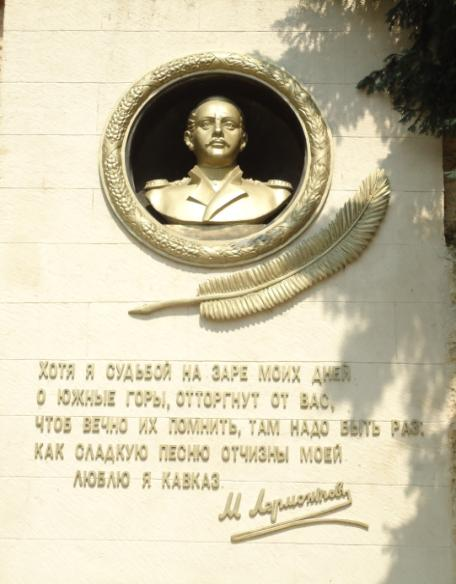 ХОТЯ Я СУДЬБОЙ НА ЗАРЕ МОИХ ДНЕЙ
О ЮЖНЫЕ ГОРЫ, ОТТОРГНУТ ОТ ВАС,
ЧТОБ ВЕЧНО ИХ ПОМНИТЬ, ТАМ НАДО БЫТЬ РАЗ:
КАК СЛАДКУЮ ПЕСНЮ ОТЧИЗНЫ МОЕЙ
ЛЮБЛЮ Я КАВКАЗ
М Лермонтов